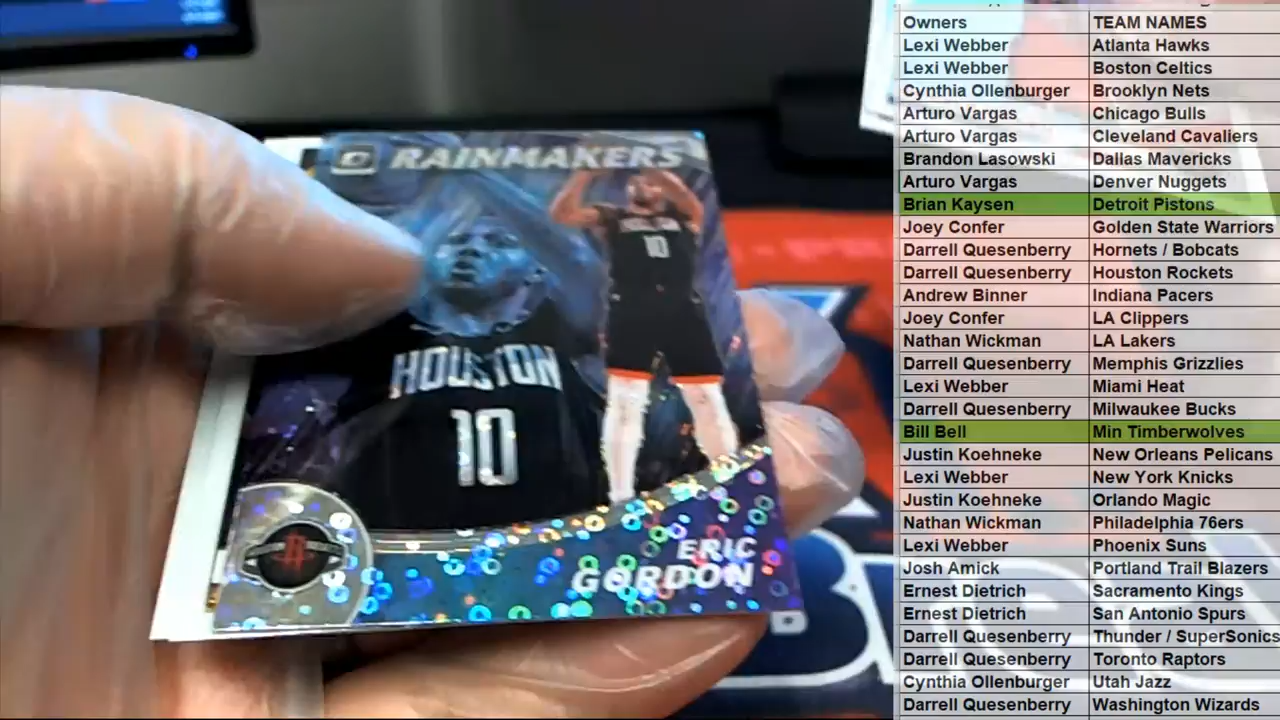 RAINMAKERS
HOUSTON
10
HOUSTON
10
ERIC
GORDON
Owners TEAM NAMES
Lexi Webber Atlanta Hawks
Lexi Webber Boston Celtics
Cynthia Ollenburger Brooklyn Nets
Arturo Vargas Chicago Bulls
Arturo Vargas Cleveland Cavaliers
Brandon Lasowski Dallas Mavericks
Arturo Vargas Denver Nuggets
Brian Kaysen Detroit Pistons
Joey Confer Golden State Warriors
Darrell Quesenberry Hornets / Bobcats
Darrell Quesenberry Houston Rockets
Andrew Binner Indiana Pacers
Joey Confer LA Clippers
Nathan Wickman LA Lakers
Darrell Quesenberry Memphis Grizzlies
Lexi Webber Miami Heat
Darrell Quesenberry Milwaukee Bucks
Bill Bell Min Timberwolves
Justin Koehneke New Orleans Pelicans
Lexi Webber New York Knicks
Justin Koehneke Orlando Magic
Nathan Wickman Philadelphia 76ers
Lexi Webber Phoenix Suns
Josh Amick Portland Trail Blazers
Ernest Dietrich Sacramento Kings
Ernest Dietrich San Antonio Spurs
Darrell Quesenberry Thunder / SuperSonics
Darrell Quesenberry Toronto Raptors
Cynthia Ollenburger Utah Jazz
Darrell Quesenberry Washington Wizards